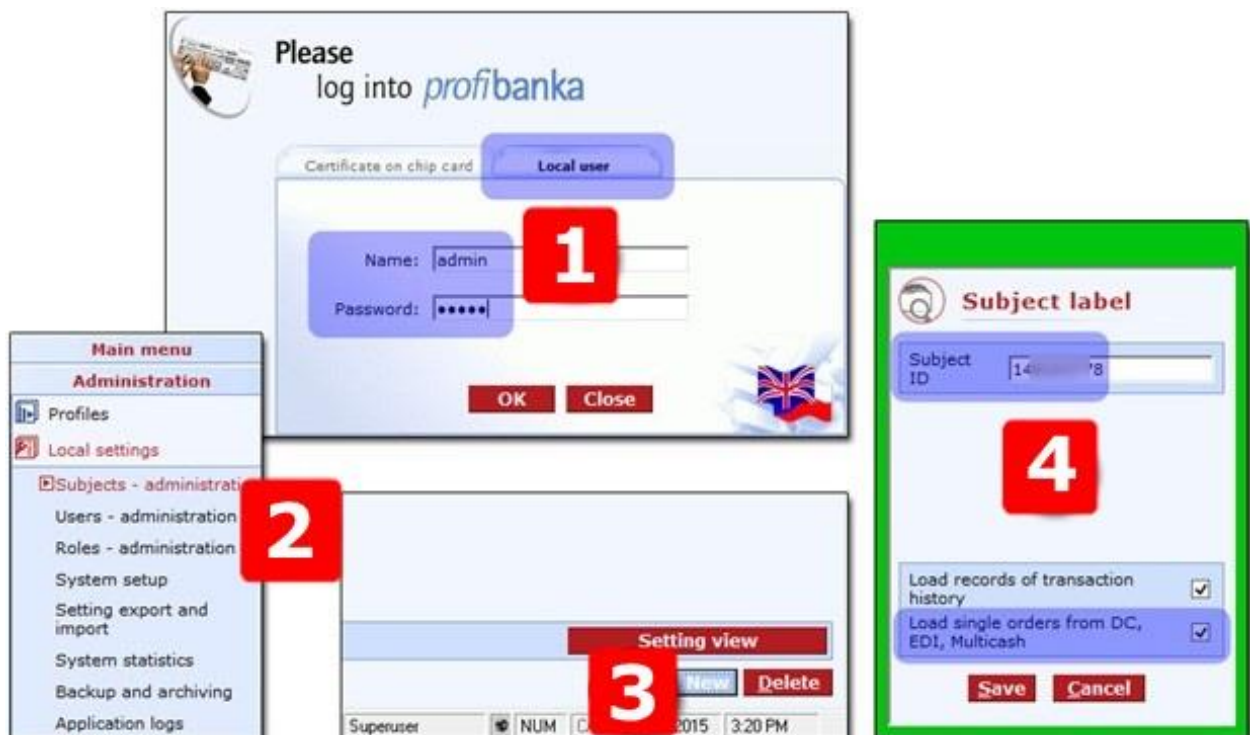 Please
log into profibanka
Certificate on chip card
Local user
1
Name: admin
Password: •••••
OK Close
Main menu
Administration
Profiles
Local settings
Subjects - administrati
Users - administration
Roles - administration
System setup
Setting export and
import
System statistics
Backup and archiving
Application logs
2
Setting view
New Delete
3
Superuser NUM 2015 3:20 PM
Subject label
Subject
ID
4
Load records of transaction
history
Load single orders from DC,
EDI, Multicash
Save Cancel